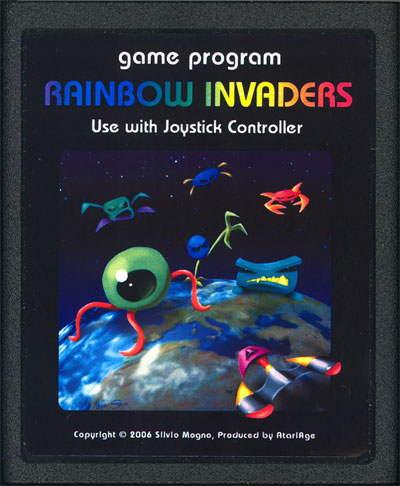 game program
RAINBOW INVADERS
Use with Joystick Controller
Copyright © 2006 Silvio Mogno, Produced by AtariAge